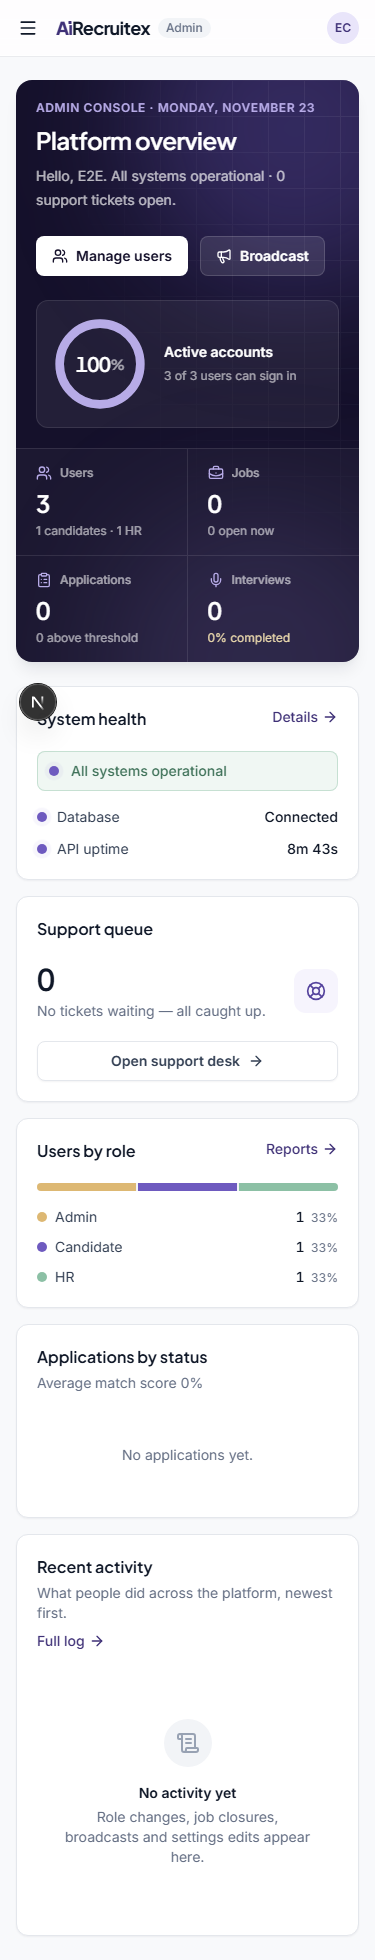 AiRecruitex Admin EC
ADMIN CONSOLE · MONDAY, NOVEMBER 23
Platform overview
Hello, E2E. All systems operational · 0
support tickets open.
Manage users Broadcast
100% Active accounts
3 of 3 users can sign in
Users
3
1 candidates · 1 HR
Jobs
0
0 open now
Applications
0
0 above threshold
Interviews
0
0% completed
N
System health Details →
All systems operational
Database Connected
API uptime 8m 43s
Support queue
0
No tickets waiting — all caught up.
Open support desk →
Users by role Reports →
Admin 1 33%
Candidate 1 33%
HR 1 33%
Applications by status
Average match score 0%
No applications yet.
Recent activity
What people did across the platform, newest
first.
Full log →
No activity yet
Role changes, job closures,
broadcasts and settings edits appear
here.